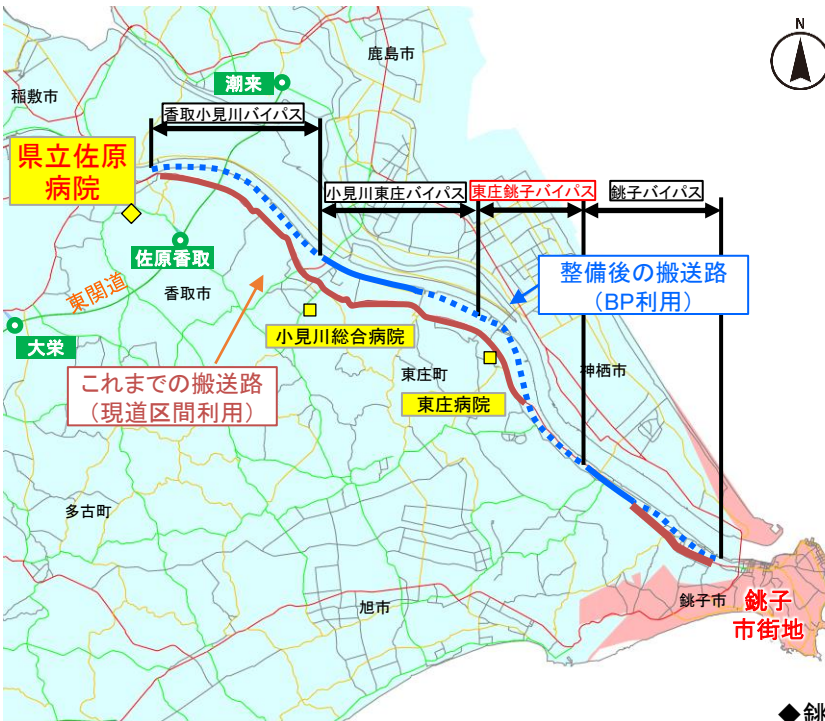 N
鹿島市
潮来
稲敷市
香取小見川バイパス
県立佐原
病院
小見川東庄バイパス
東庄銚子バイパス
銚子バイパス
佐原香取
東関道
香取市
整備後の搬送路
（BP利用）
大栄
小見川総合病院
これまでの搬送路
（現道区間利用）
東庄町
神栖市
東庄病院
多古町
旭市
銚子市
銚子
市街地
◆銚